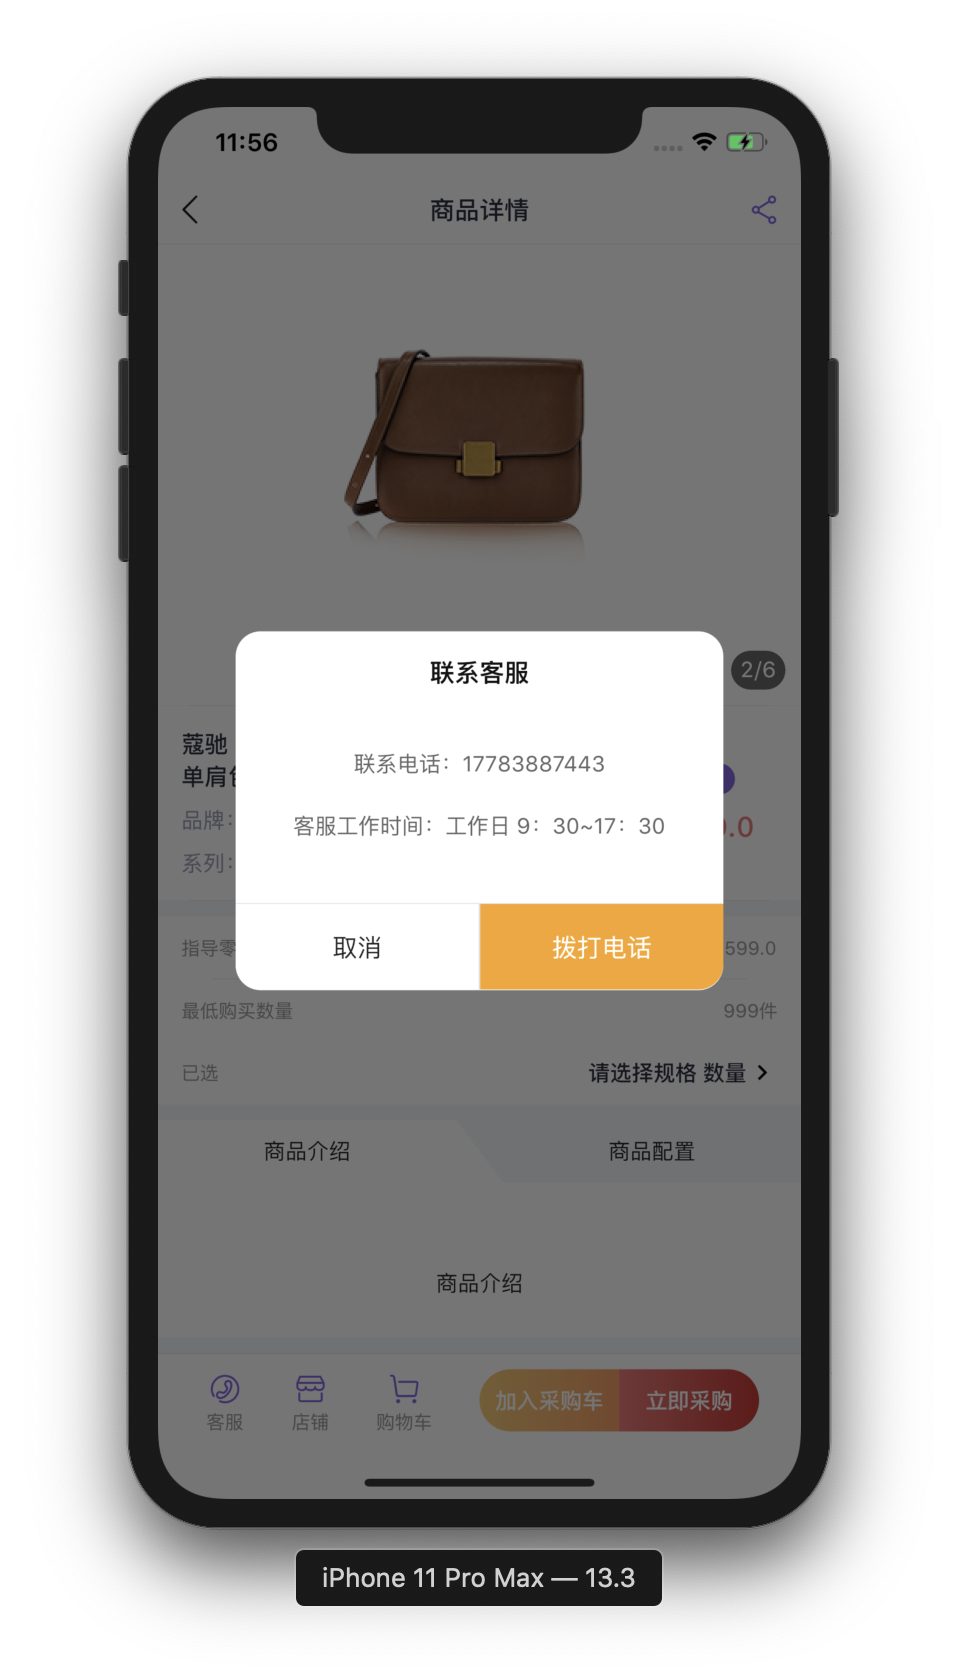 11:56
商品详情
2/6
联系客服
联系电话：17783887443
客服工作时间：工作日 9：30~17：30
取消
拨打电话
蔻驰
单肩
品牌：
.0
系列：
指导零
599.0
最低购买数量
999件
已选
请选择规格 数量
商品介绍
商品配置
商品介绍
客服
店铺
购物车
加入采购车
立即采购
iPhone 11 Pro Max — 13.3